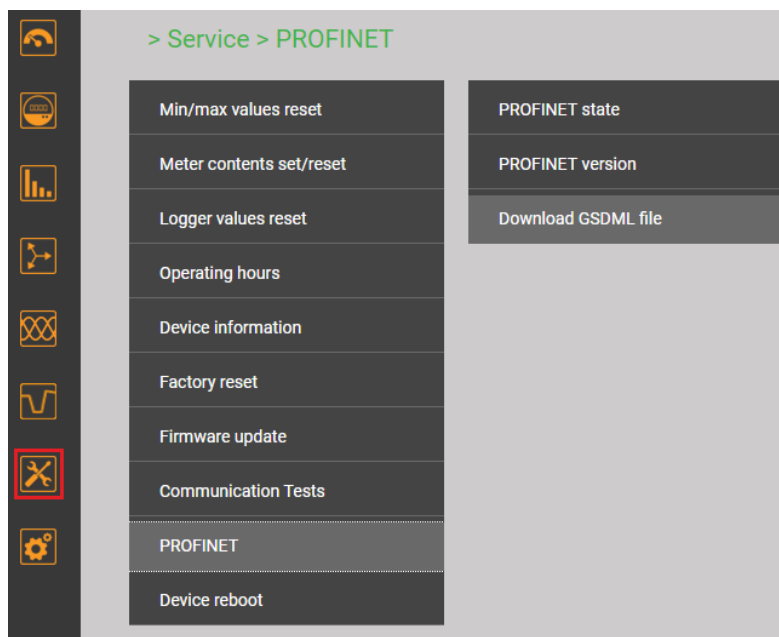 > Service > PROFINET
Min/max values reset
Meter contents set/reset
Logger values reset
Operating hours
Device information
Factory reset
Firmware update
Communication Tests
PROFINET
Device reboot
PROFINET state
PROFINET version
Download GSDML file